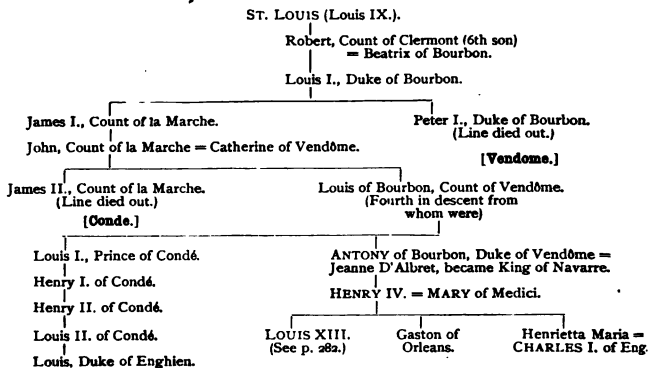 ST. LOUIS (Louis IX.).
Robert, Count of Clermont (6th son)
= Beatrix of Bourbon.
Louis I., Duke of Bourbon.
James I., Count of la Marche.
Peter I., Duke of Bourbon.
(Line died out.)
John, Count of la Marche = Catherine of Vendôme.
[Vendome.]
James II., Count of la Marche.
(Line died out.)
Louis of Bourbon, Count of Vendôme.
(Fourth in descent from
whom were)
[Conde.]
Louis I., Prince of Condé.
ANTONY of Bourbon, Duke of Vendôme =
Jeanne D'Albret, became King of Navarre.
Henry I. of Condé.
HENRY IV. = MARY of Medici.
Henry II. of Condé.
Louis II. of Condé.
LOUIS XIII.
(See p. 282.)
Gaston of
Orleans.
Henrietta Maria =
CHARLES I. of Eng.
Louis, Duke of Enghien.